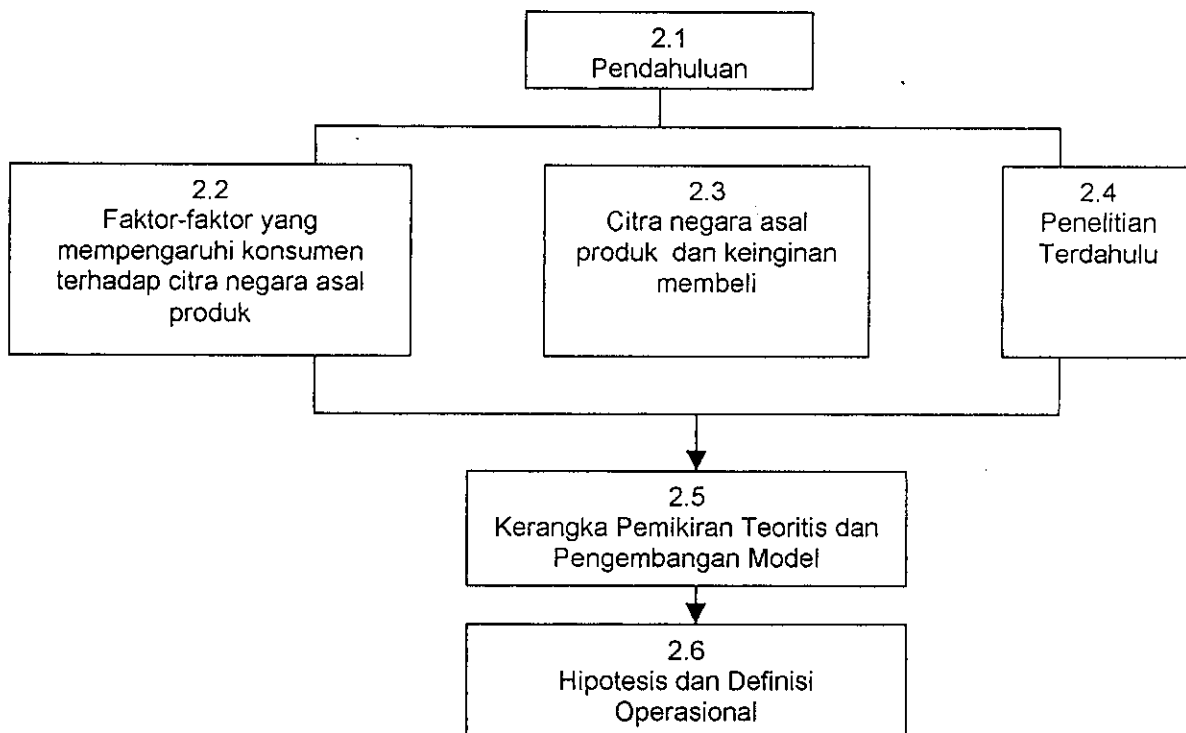 2.1
Pendahuluan
2.2
Faktor-faktor yang
mempengaruhi konsumen
terhadap citra negara asal
produk
2.3
Citra negara asal
produk dan keinginan
membeli
2.4
Penelitian
Terdahulu
2.5
Kerangka Pemikiran Teoritis dan
Pengembangan Model
2.6
Hipotesis dan Definisi
Operasional